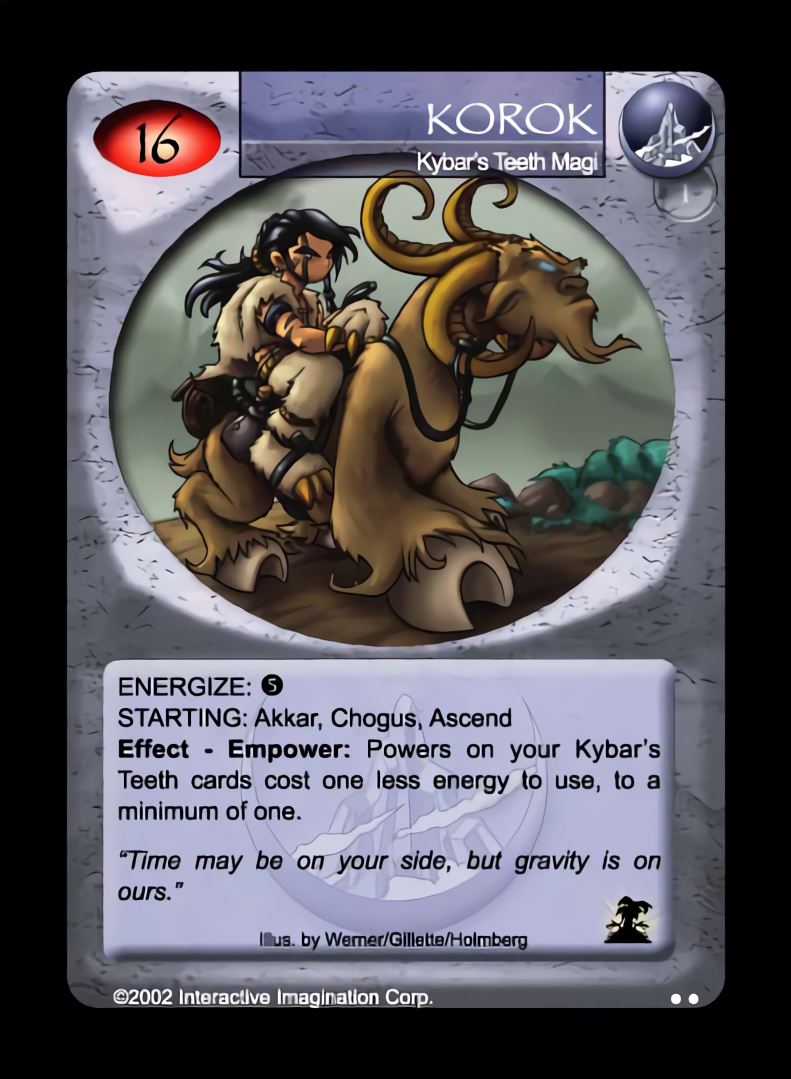 16
KOROK
Kybar's Teeth Magi
1
ENERGIZE: 5
STARTING: Akkar, Chogus, Ascend
Effect - Empower: Powers on your Kybar's
Teeth cards cost one less energy to use, to a
minimum of one.
"Time may be on your side, but gravity is on
ours."
Illus. by Werner/Gillette/Holmberg
©2002 Interactive Imagination Corp.